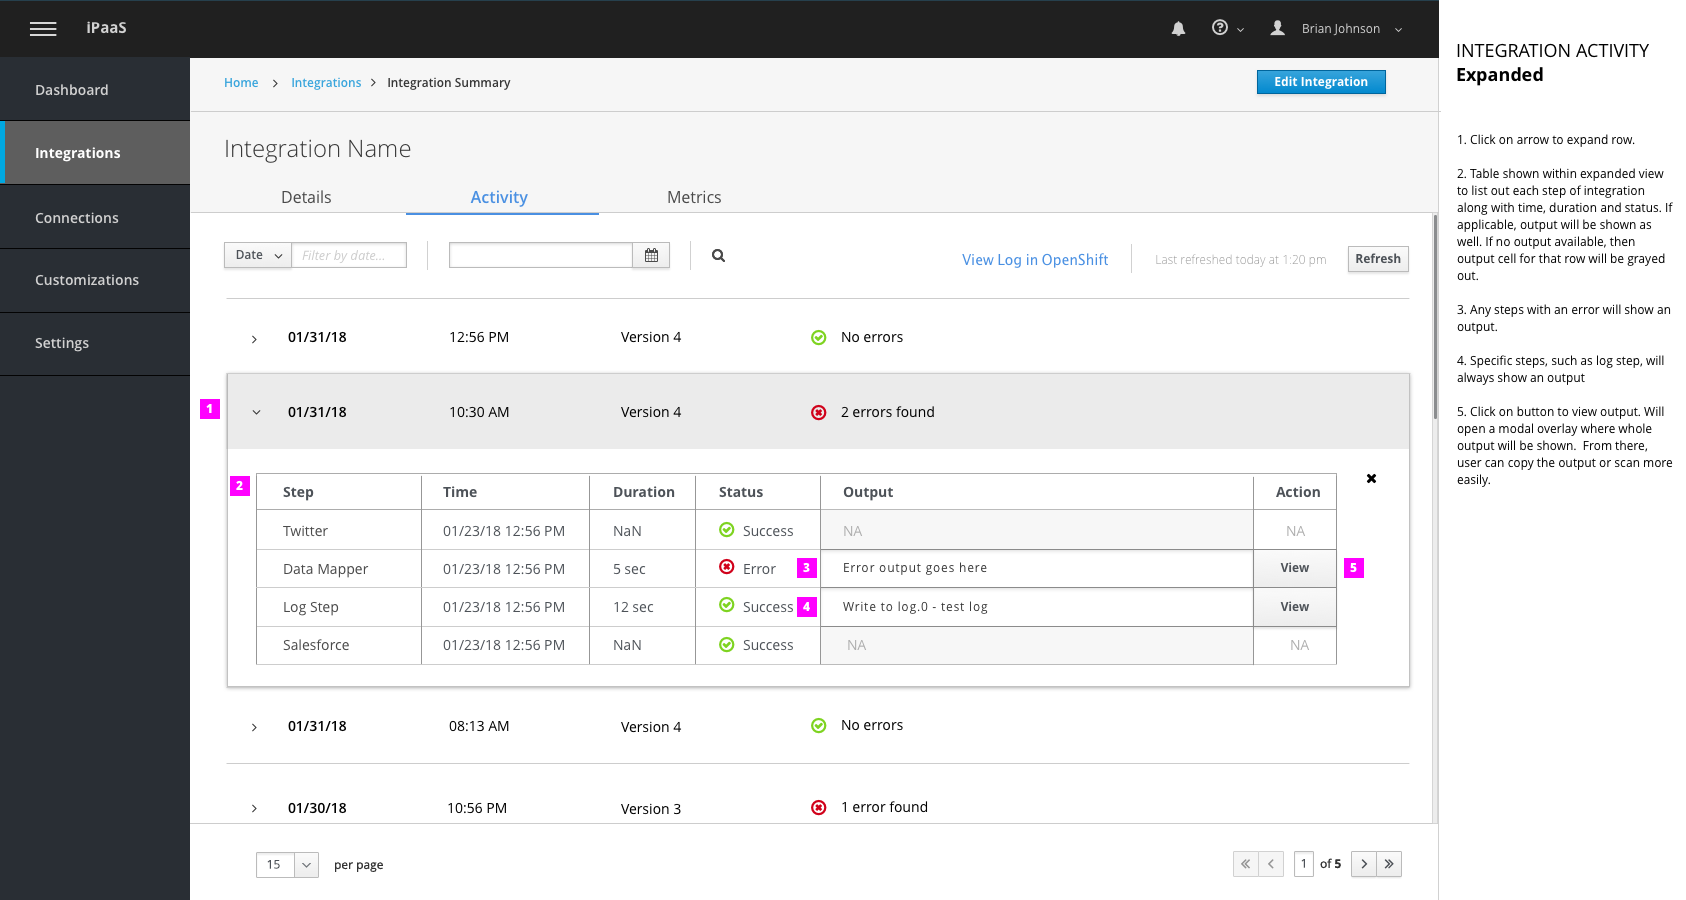 iPaaS
Brian Johnson
Dashboard
Integrations
Connections
Customizations
Settings
Home > Integrations > Integration Summary
Edit Integration
Integration Name
Details Activity Metrics
Date Filter by date...
View Log in OpenShift Last refreshed today at 1:20 pm Refresh
01/31/18 12:56 PM Version 4 No errors
1 01/31/18 10:30 AM Version 4 2 errors found
2 Step Time Duration Status Output Action
Twitter 01/23/18 12:56 PM NaN Success NA NA
Data Mapper 01/23/18 12:56 PM 5 sec Error 3 Error output goes here View 5
Log Step 01/23/18 12:56 PM 12 sec Success 4 Write to log.0 - test log View
Salesforce 01/23/18 12:56 PM NaN Success NA NA
01/31/18 08:13 AM Version 4 No errors
01/30/18 10:56 PM Version 3 1 error found
15 per page
1 of 5
INTEGRATION ACTIVITY
Expanded
1. Click on arrow to expand row.
2. Table shown within expanded view
to list out each step of integration
along with time, duration and status. If
applicable, output will be shown as
well. If no output available, then
output cell for that row will be grayed
out.
3. Any steps with an error will show an
output.
4. Specific steps, such as log step, will
always show an output
5. Click on button to view output. Will
open a modal overlay where whole
output will be shown.  From there,
user can copy the output or scan more
easily.